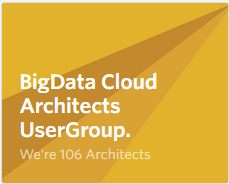 BigData Cloud
Architects
UserGroup.
We're 106 Architects